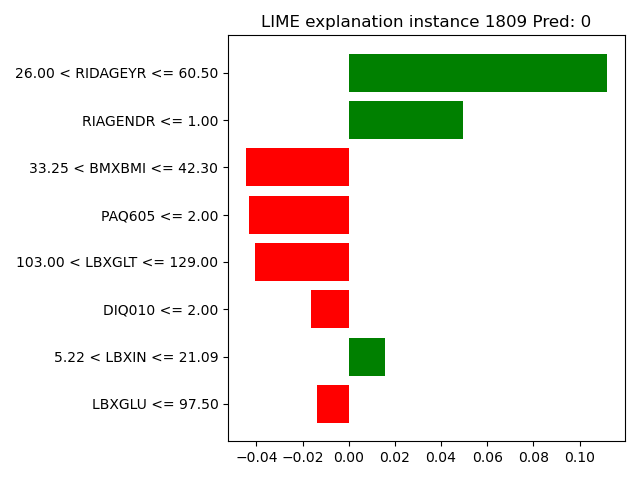 LIME explanation instance 1809 Pred: 0
26.00 < RIDAGEYR <= 60.50
RIAGENDR <= 1.00
33.25 < BMXBMI <= 42.30
PAQ605 <= 2.00
103.00 < LBXGLT <= 129.00
DIQ010 <= 2.00
5.22 < LBXIN <= 21.09
LBXGLU <= 97.50
−0.04 −0.02 0.00 0.02 0.04 0.06 0.08 0.10